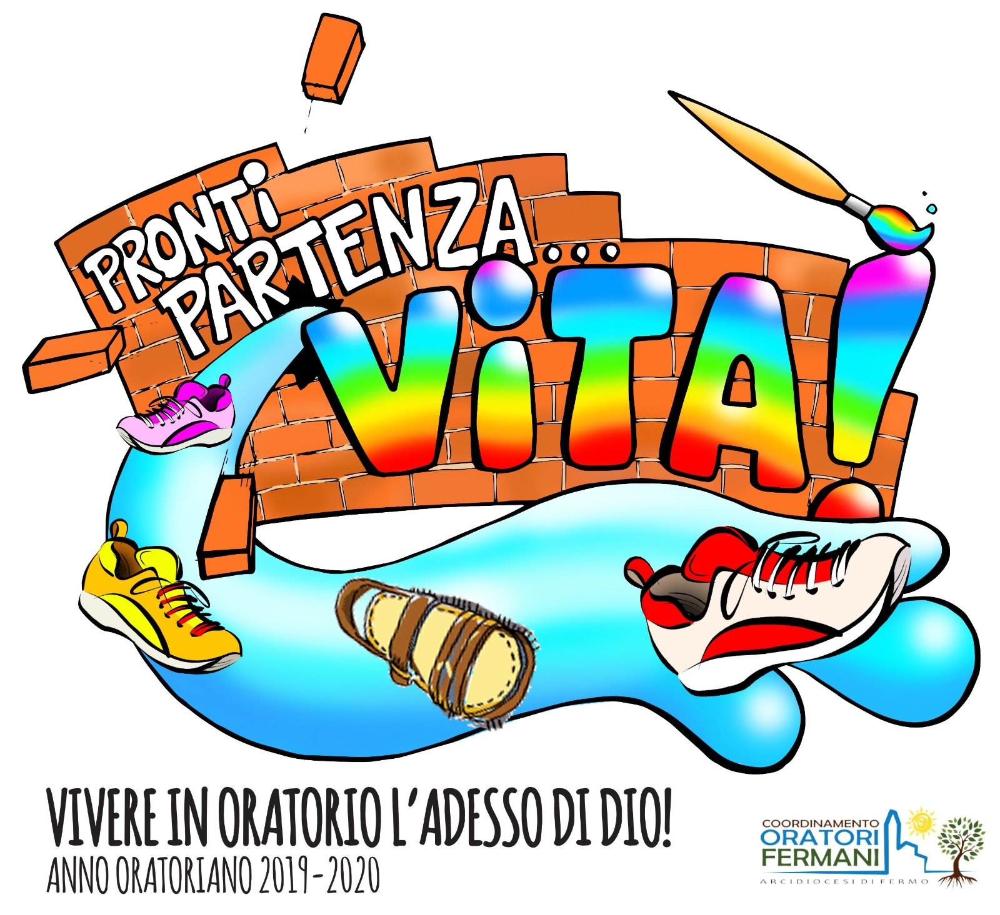 PRONTi
PARTENZA...
ViTA!
VIVERE IN ORATORIO L'ADESSO DI DIO!
ANNO ORATORIANO 2019-2020
COORDINAMENTO
ORATORI
FERMANI
ARCIDIOCESI DI FERMO